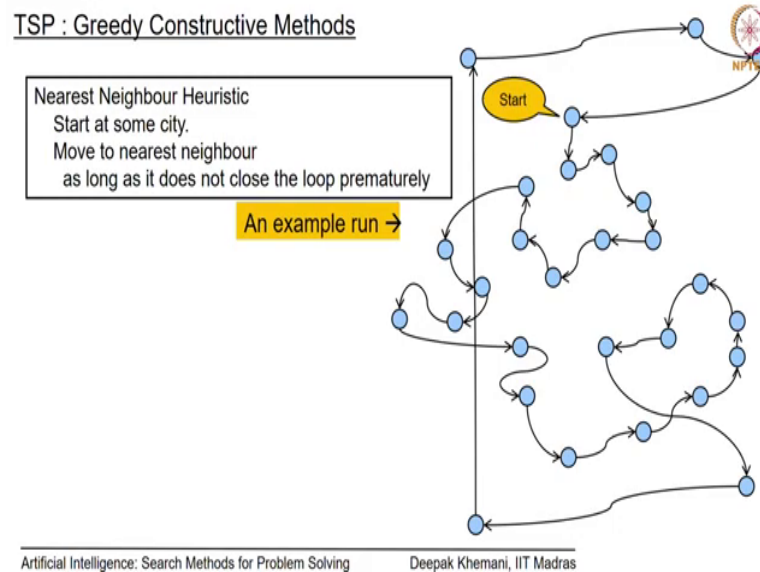 TSP : Greedy Constructive Methods
Nearest Neighbour Heuristic
Start at some city.
Move to nearest neighbour
as long as it does not close the loop prematurely
An example run →
Start
NPTE
Artificial Intelligence: Search Methods for Problem Solving
Deepak Khemani, IIT Madras